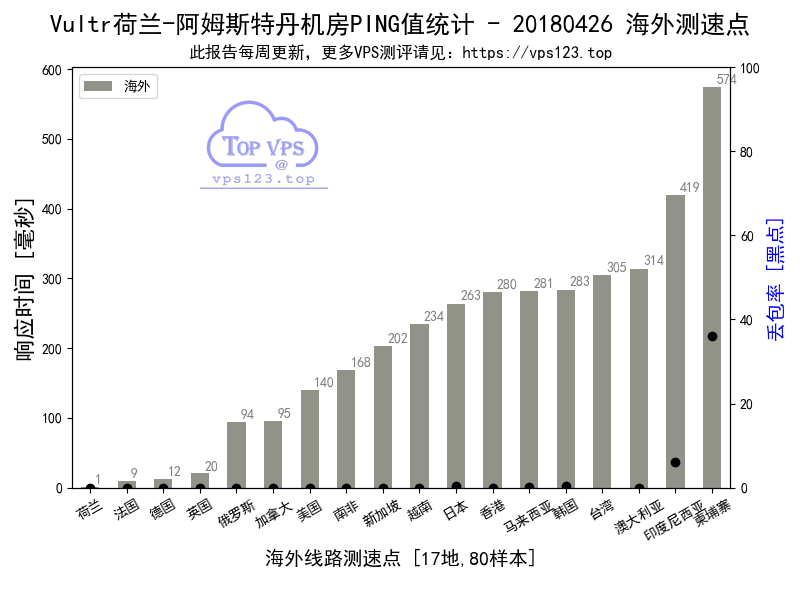 Vultr荷兰-阿姆斯特丹机房PING值统计 - 20180426 海外测速点
此报告每周更新，更多VPS测评请见：https://vps123.top
海外
TOP VPS
@
vps123.top
响应时间 [毫秒]
600
500
400
300
200
100
0
1
9
12
20
94
95
140
168
202
234
263
280
281
283
305
314
419
574
100
80
60
40
20
0
丢包率 [黑点]
荷兰
法国
德国
英国
俄罗斯
加拿大
美国
南非
新加坡
越南
日本
香港
马来西亚
韩国
台湾
澳大利亚
印度尼西亚
柬埔寨
海外线路测速点 [17地,80样本]